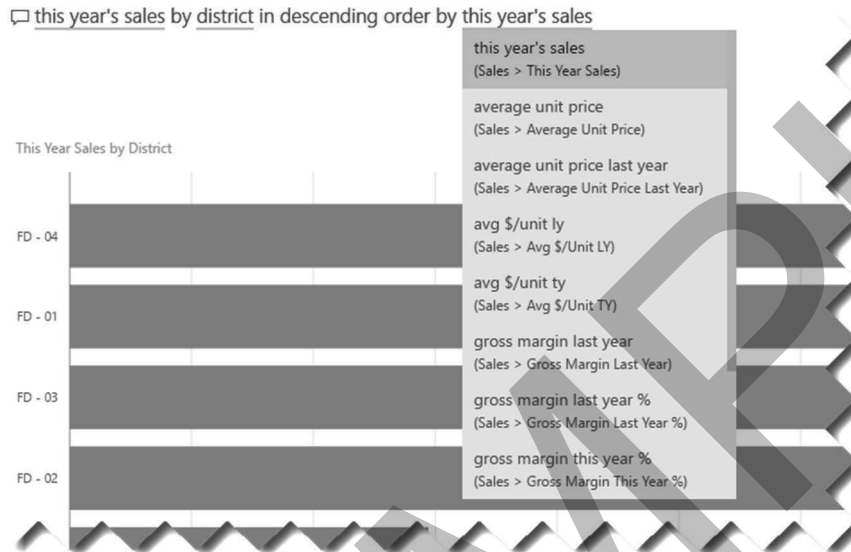 this year's sales by district in descending order by this year's sales
this year's sales
(Sales > This Year Sales)
average unit price
(Sales > Average Unit Price)
average unit price last year
(Sales > Average Unit Price Last Year)
avg $/unit ly
(Sales > Avg $/Unit LY)
avg $/unit ty
(Sales > Avg $/Unit TY)
gross margin last year
(Sales > Gross Margin Last Year)
gross margin last year %
(Sales > Gross Margin Last Year %)
gross margin this year %
(Sales > Gross Margin This Year %)
This Year Sales by District
FD - 04
FD - 01
FD - 03
FD - 02